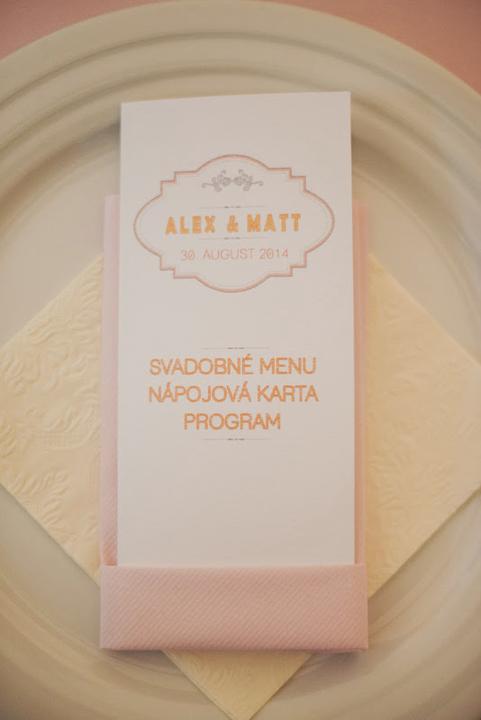 ALEX & MATT
30. AUGUST 2014
SVADOBNÉ MENU
NÁPOJOVÁ KARTA
PROGRAM